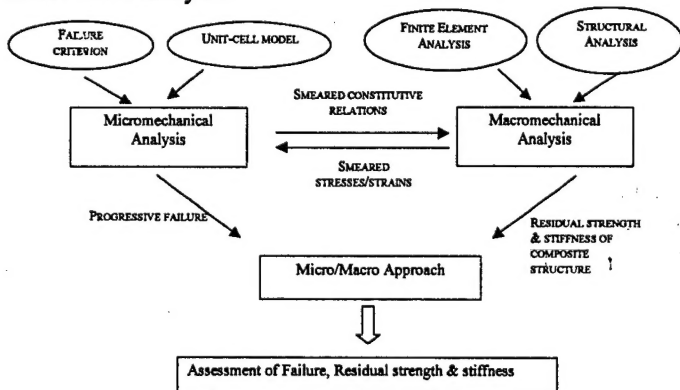 FAILURE
CRITERION
UNIT-CELL MODEL
FINITE ELEMENT
ANALYSIS
STRUCTURAL
ANALYSIS
SMEARED CONSTITUTIVE
RELATIONS
Micromechanical
Analysis
Macromechanical
Analysis
SMEARED
STRESSES/STRAINS
PROGRESSIVE FAILURE
RESIDUAL STRENGTH
& STIFFNESS OF
COMPOSITE
STRUCTURE
Micro/Macro Approach
Assessment of Failure, Residual strength & stiffness